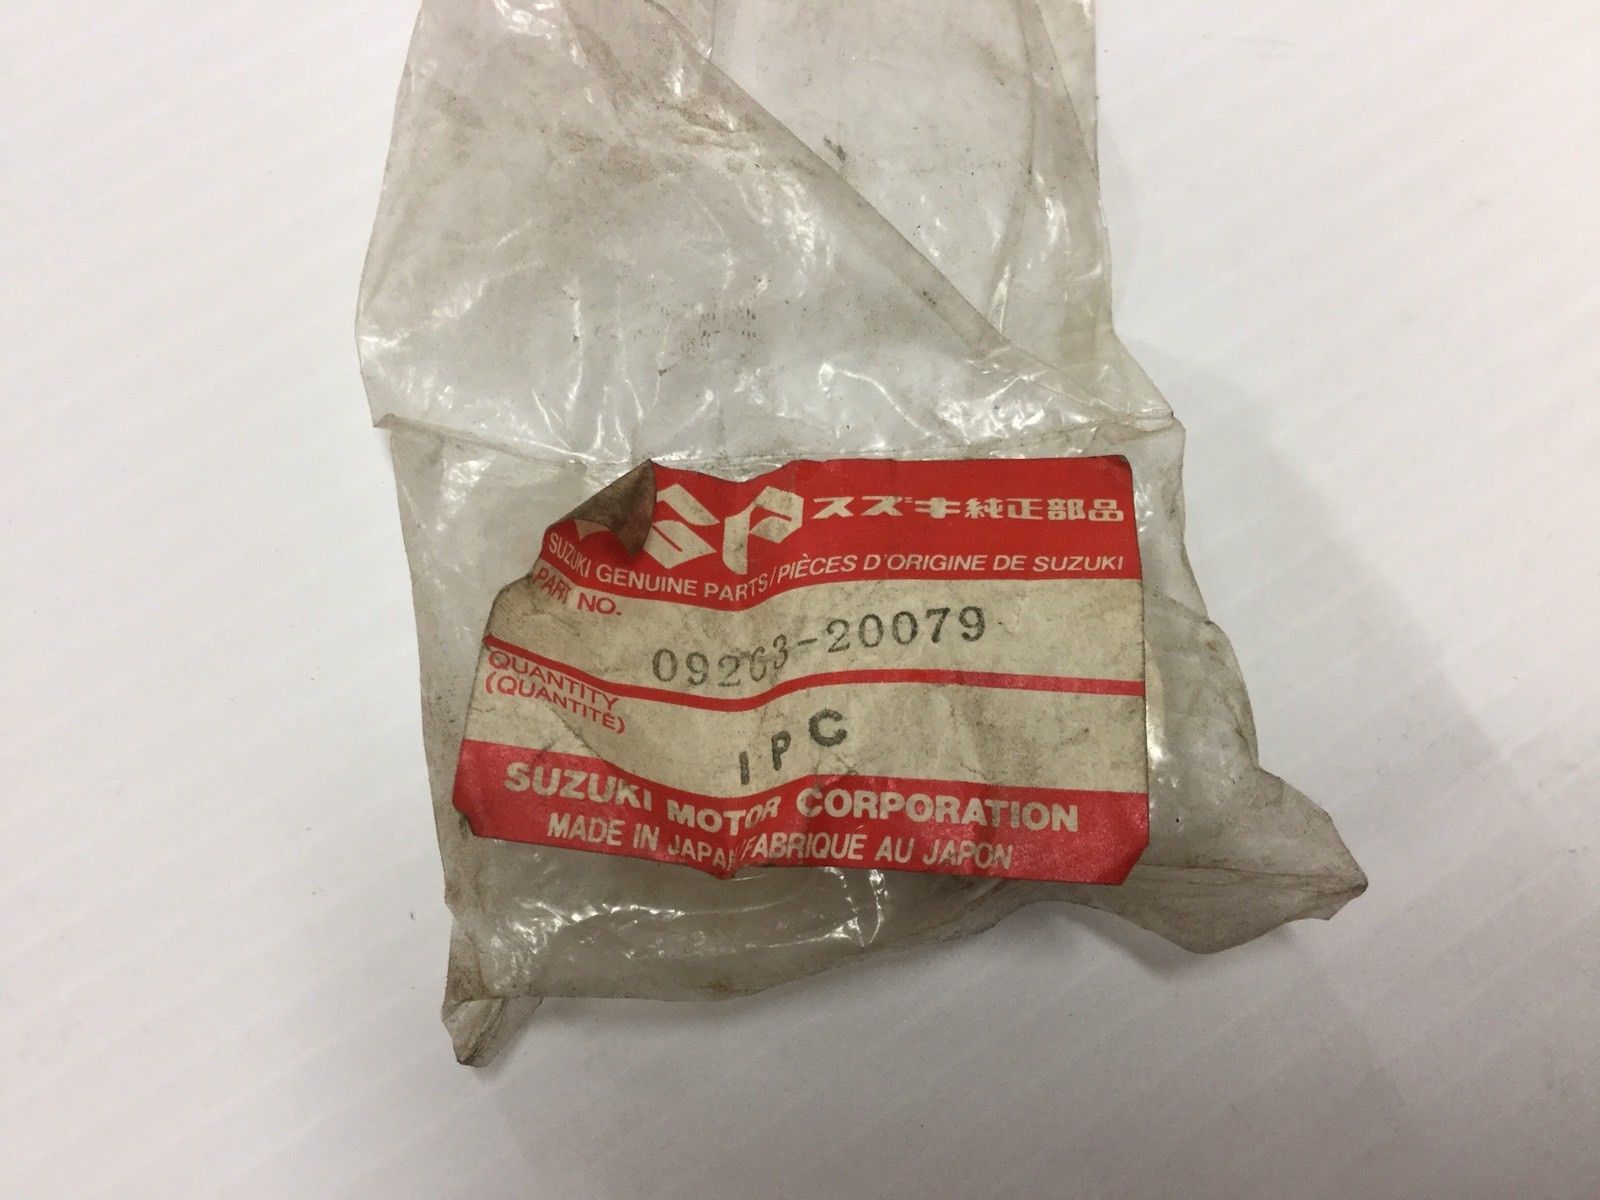 SP スズキ純正部品
SUZUKI GENUINE PARTS/PIÈCES D'ORIGINE DE SUZUKI
PART NO.
09263-20079
QUANTITY
(QUANTITÉ)
1PC
SUZUKI MOTOR CORPORATION
MADE IN JAPAN/FABRIQUÉ AU JAPON